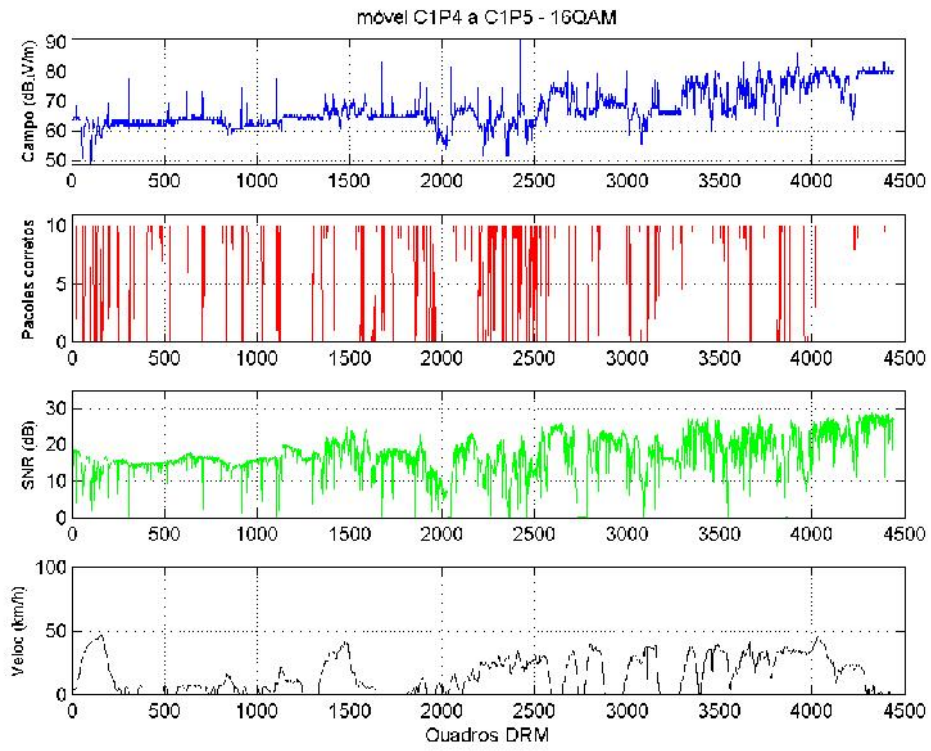 móvel C1P4 a C1P5 - 16QAM
Campo (dB,(V/m)
90
80
70
60
50
0 500 1000 1500 2000 2500 3000 3500 4000 4500
Pacotes corretos
10
5
0
0 500 1000 1500 2000 2500 3000 3500 4000 4500
SNR (dB)
30
20
10
0
0 500 1000 1500 2000 2500 3000 3500 4000 4500
Veloc (km/h)
100
50
0
0 500 1000 1500 2000 2500 3000 3500 4000 4500
Quadros DRM